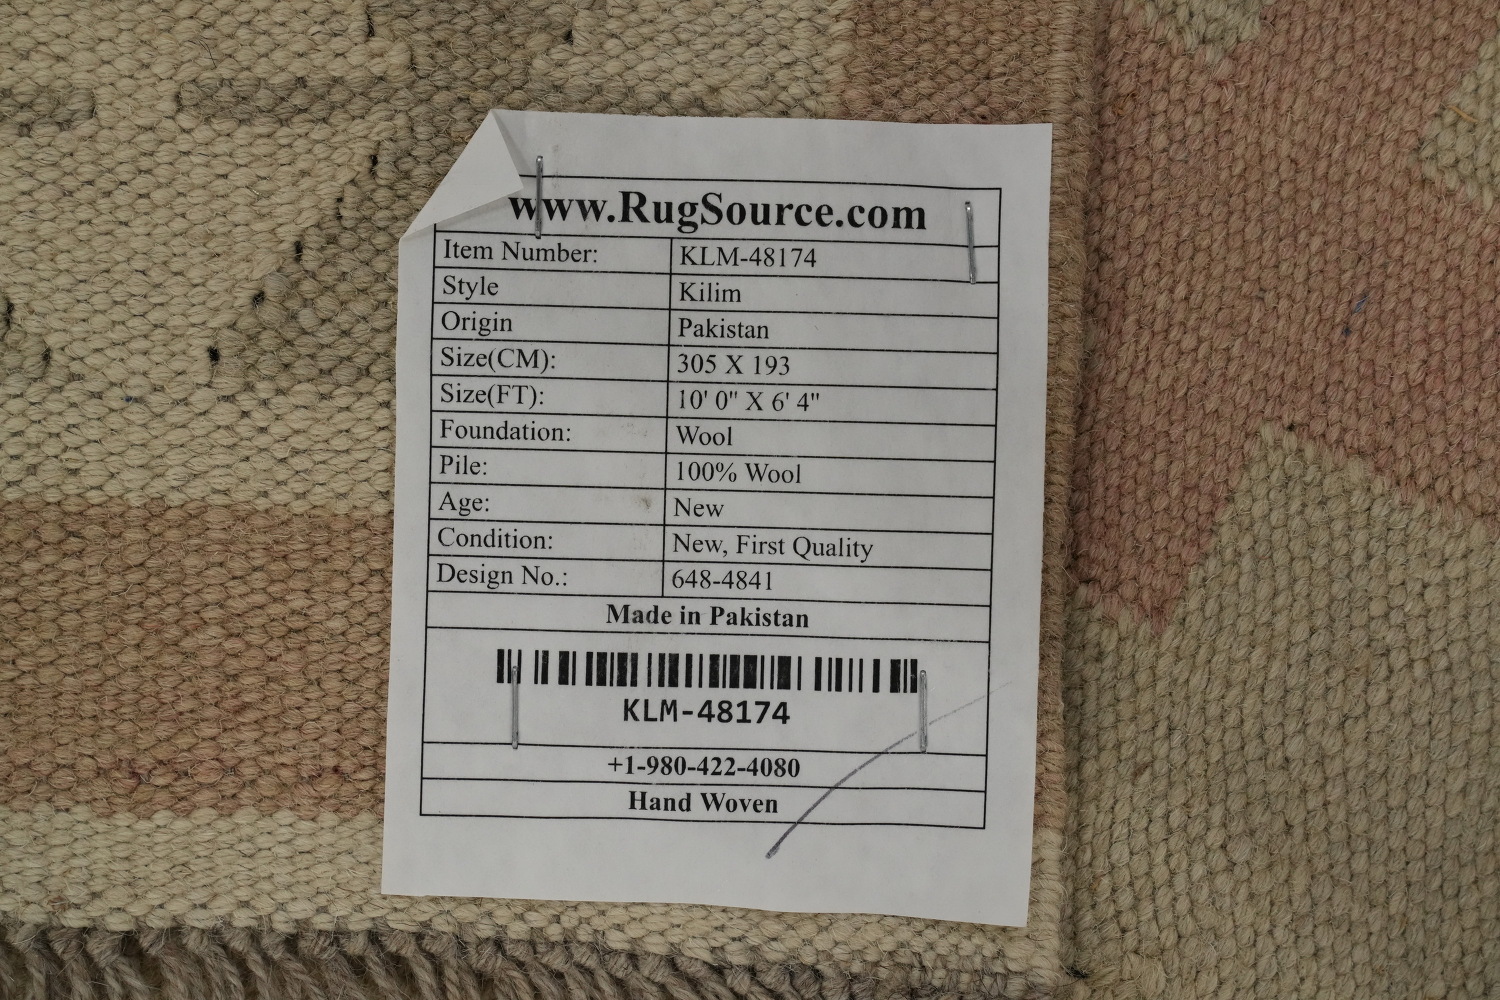 www.RugSource.com
Item Number: KLM-48174
Style Kilim
Origin Pakistan
Size(CM): 305 X 193
Size(FT): 10' 0" X 6' 4"
Foundation: Wool
Pile: 100% Wool
Age: New
Condition: New, First Quality
Design No.: 648-4841
Made in Pakistan
KLM-48174
+1-980-422-4080
Hand Woven